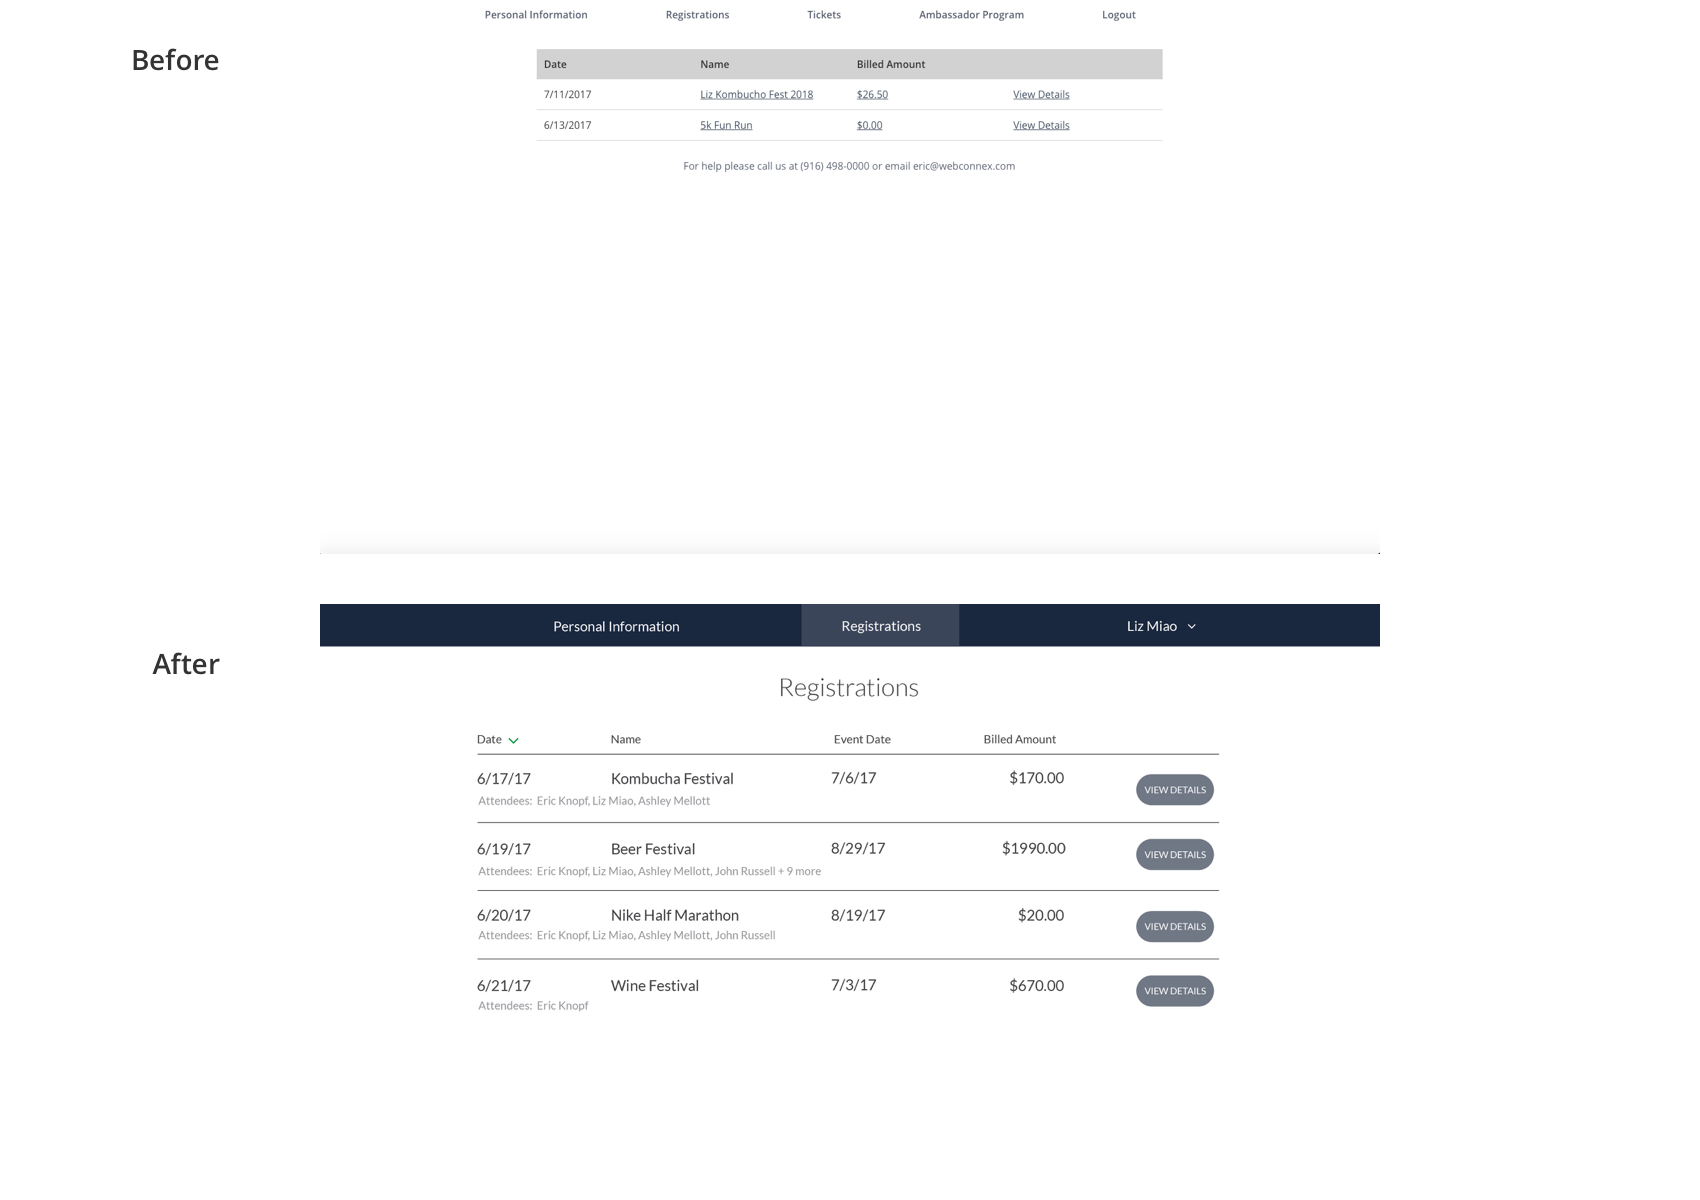 Personal Information Registrations Tickets Ambassador Program Logout
Before
Date Name Billed Amount
7/11/2017 Liz Kombucho Fest 2018 $26.50 View Details
6/13/2017 5k Fun Run $0.00 View Details
For help please call us at (916) 498-0000 or email eric@webconnex.com
Personal Information Registrations Liz Miao
After
Registrations
Date Name Event Date Billed Amount
6/17/17 Kombucha Festival 7/6/17 $170.00 VIEW DETAILS
Attendees: Eric Knopf, Liz Miao, Ashley Mellott
6/19/17 Beer Festival 8/29/17 $1990.00 VIEW DETAILS
Attendees: Eric Knopf, Liz Miao, Ashley Mellott, John Russell + 9 more
6/20/17 Nike Half Marathon 8/19/17 $20.00 VIEW DETAILS
Attendees: Eric Knopf, Liz Miao, Ashley Mellott, John Russell
6/21/17 Wine Festival 7/3/17 $670.00 VIEW DETAILS
Attendees: Eric Knopf